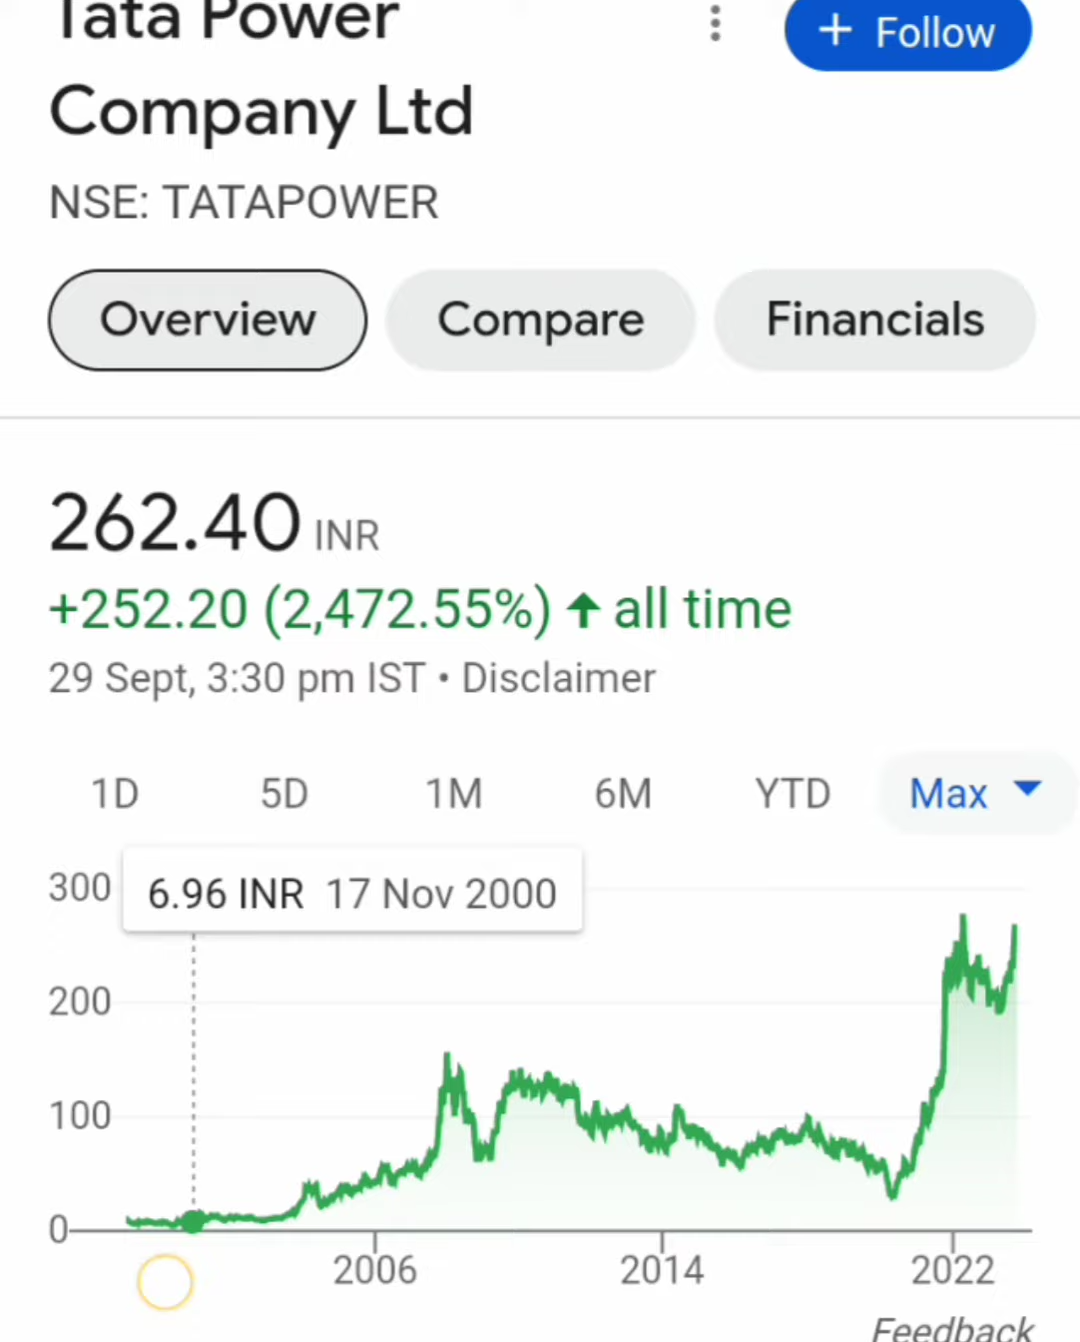 Tata Power
Company Ltd
+ Follow
NSE: TATAPOWER
Overview
Compare
Financials
262.40 INR
+252.20 (2,472.55%) ↑ all time
29 Sept, 3:30 pm IST • Disclaimer
1D 5D 1M 6M YTD Max
6.96 INR 17 Nov 2000
300
200
100
0
2006 2014 2022
Feedback